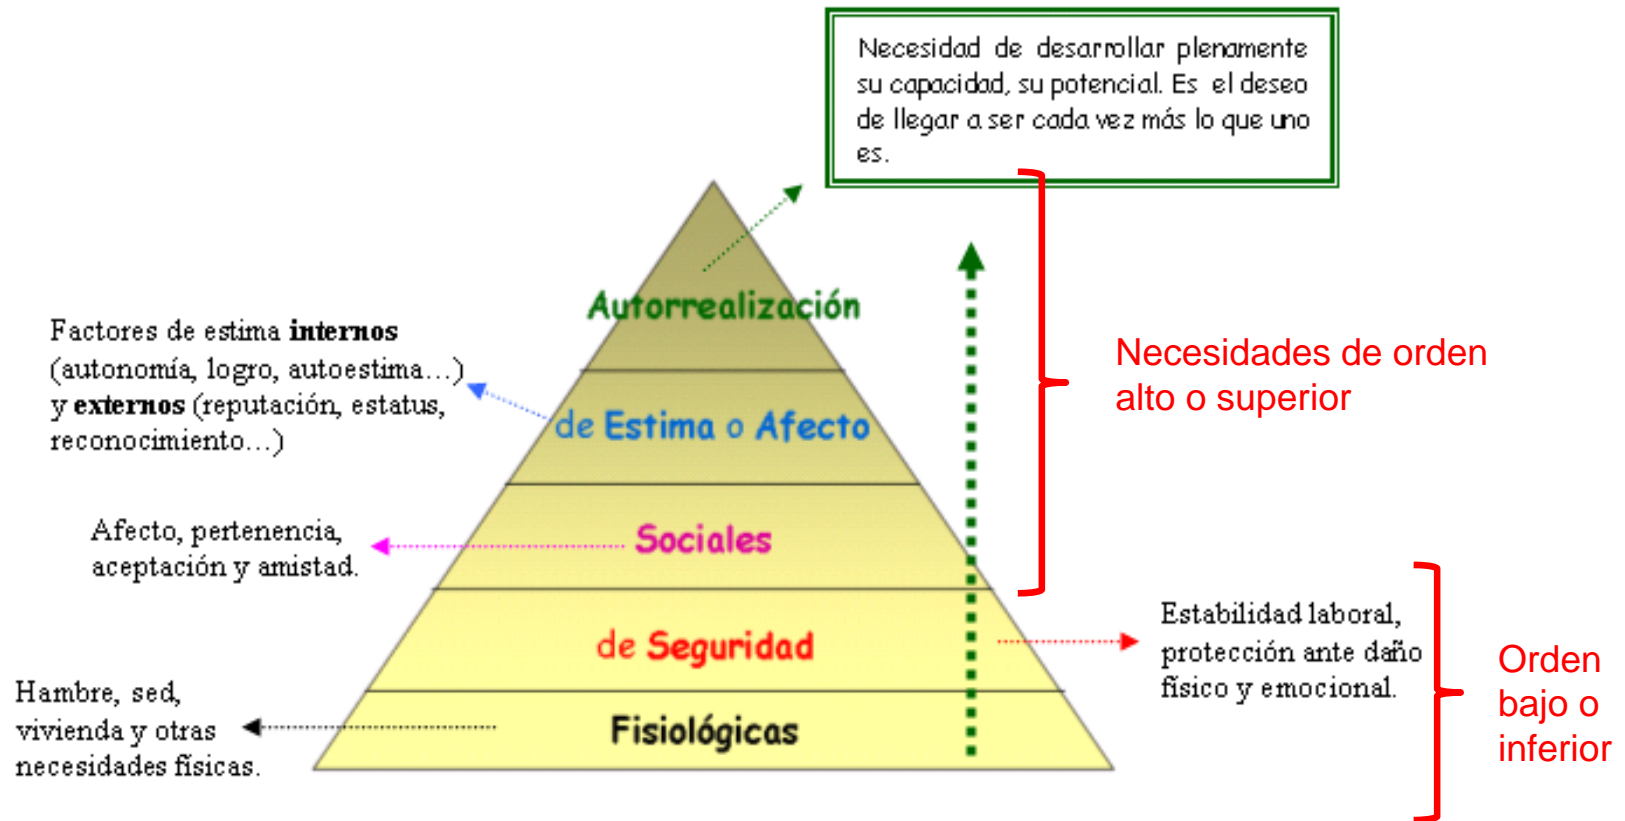 Necesidad de desarrollar plenamente
su capacidad, su potencial. Es el deseo
de llegar a ser cada vez más lo que uno
es.
Autorrealización
Factores de estima internos
(autonomía, logro, autoestima...)
y externos (reputación, estatus,
reconocimiento...)
de Estima o Afecto
Necesidades de orden
alto o superior
Afecto, pertenencia,
aceptación y amistad.
Sociales
de Seguridad
Estabilidad laboral,
protección ante daño
físico y emocional.
Orden
bajo o
inferior
Hambre, sed,
vivienda y otras
necesidades físicas.
Fisiológicas